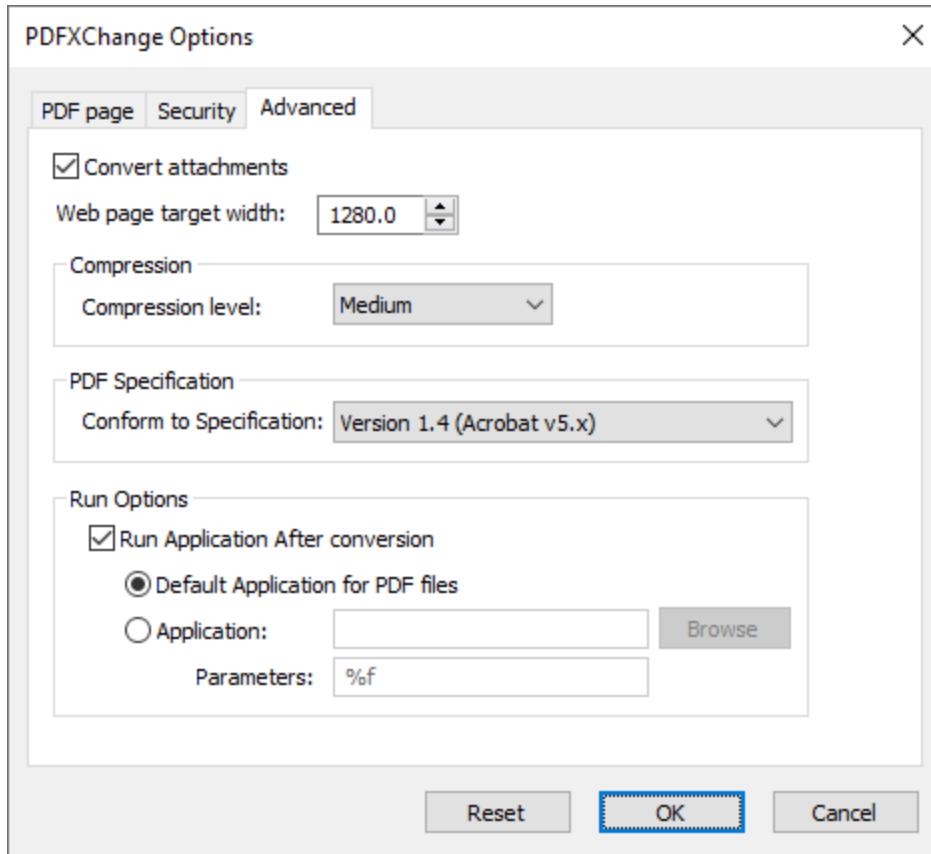 PDFXChange Options
PDF page Security Advanced
Convert attachments
Web page target width: 1280.0
Compression
Compression level: Medium
PDF Specification
Conform to Specification: Version 1.4 (Acrobat v5.x)
Run Options
Run Application After conversion
Default Application for PDF files
Application: Browse
Parameters: %f
Reset OK Cancel